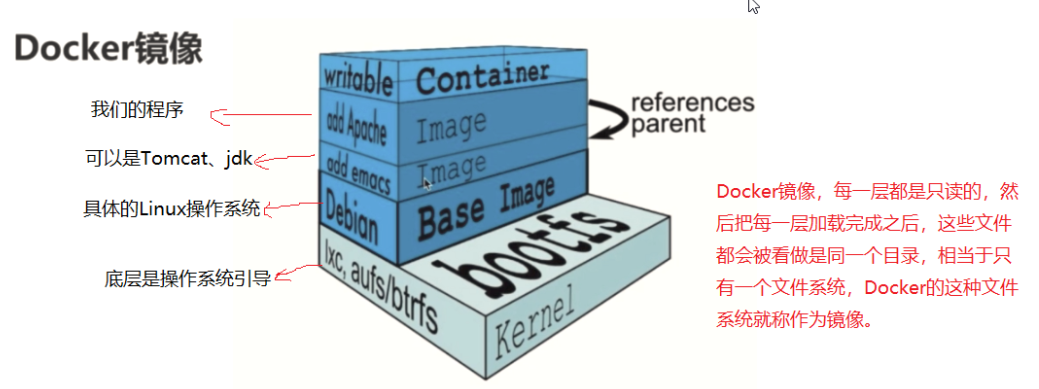 Docker镜像
writable Container
我们的程序
add Apache Image
references
parent
可以是Tomcat、jdk
add emacs Image
具体的Linux操作系统
Debian Base Image
底层是操作系统引导
lxc, aufs/btrfs
bootfs
Kernel
Docker镜像，每一层都是只读的，然
后把每一层加载完成之后，这些文件
都会被看做是同一个目录，相当于只
有一个文件系统，Docker的这种文件
系统就称作为镜像。